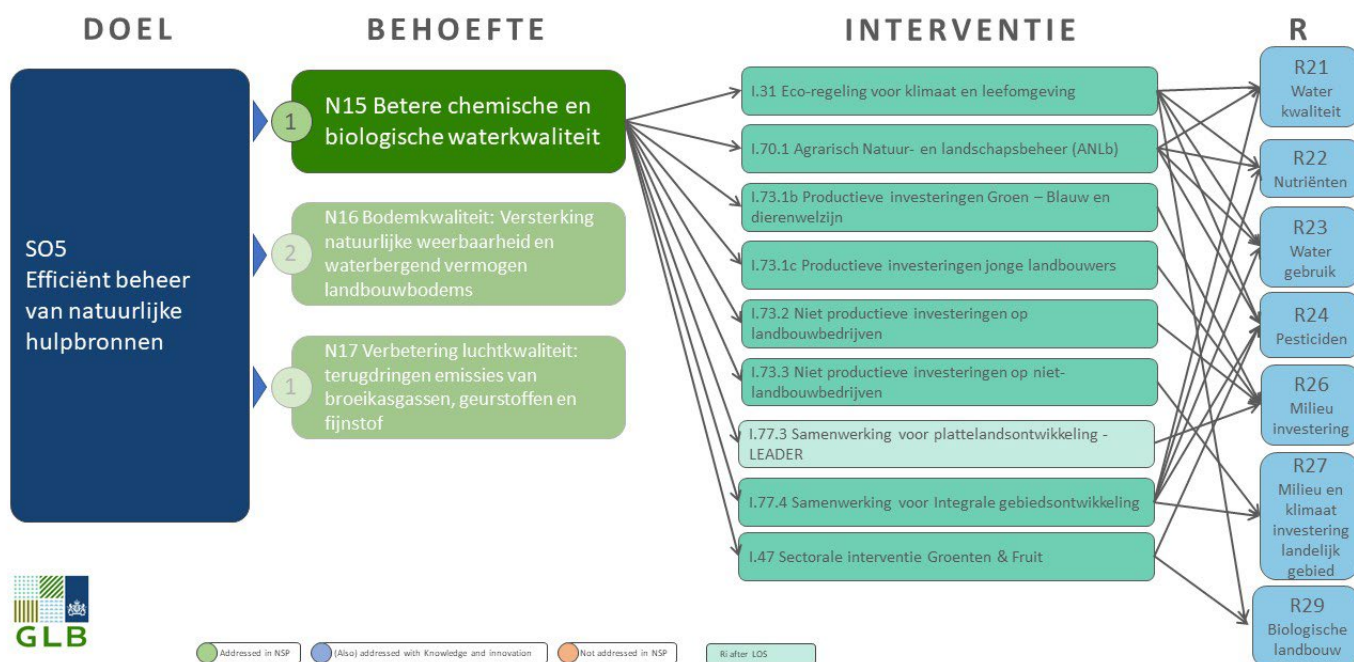 DOEL
BEHOEFTE
INTERVENTIE
R
SO5
Efficiënt beheer
van natuurlijke
hulpbronnen
1
N15 Betere chemische en
biologische waterkwaliteit
2
N16 Bodemkwaliteit: Versterking
natuurlijke weerbaarheid en
waterbergend vermogen
landbouwbodems
1
N17 Verbetering luchtkwaliteit:
terugdringen emissies van
broeikasgassen, geurstoffen en
fijnstof
I.31 Eco-regeling voor klimaat en leefomgeving
I.70.1 Agrarisch Natuur- en landschapsbeheer (ANLb)
I.73.1b Productieve investeringen Groen – Blauw en
dierenwelzijn
I.73.1c Productieve investeringen jonge landbouwers
I.73.2 Niet productieve investeringen op
landbouwbedrijven
I.73.3 Niet productieve investeringen op niet-
landbouwbedrijven
I.77.3 Samenwerking voor plattelandsontwikkeling -
LEADER
I.77.4 Samenwerking voor Integrale gebiedsontwikkeling
I.47 Sectorale interventie Groenten & Fruit
R21
Water
kwaliteit
R22
Nutriënten
R23
Water
gebruik
R24
Pesticiden
R26
Milieu
investering
R27
Milieu en
klimaat
investering
landelijk
gebied
R29
Biologische
landbouw
GLB
Addressed in NSP
(Also) addressed with Knowledge and innovation
Not addressed in NSP
Ri after LOS